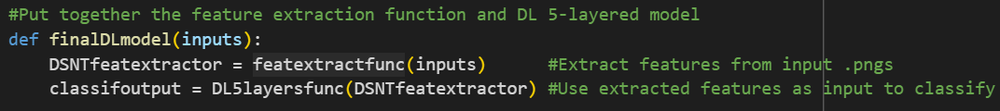 #Put together the feature extraction function and DL 5-layered model
def finalDLmodel(inputs):
    DSNTfeatextractor = featextractfunc(inputs)      #Extract features from input .pngs
    classifoutput = DL5layersfunc(DSNTfeatextractor) #Use extracted features as input to classify